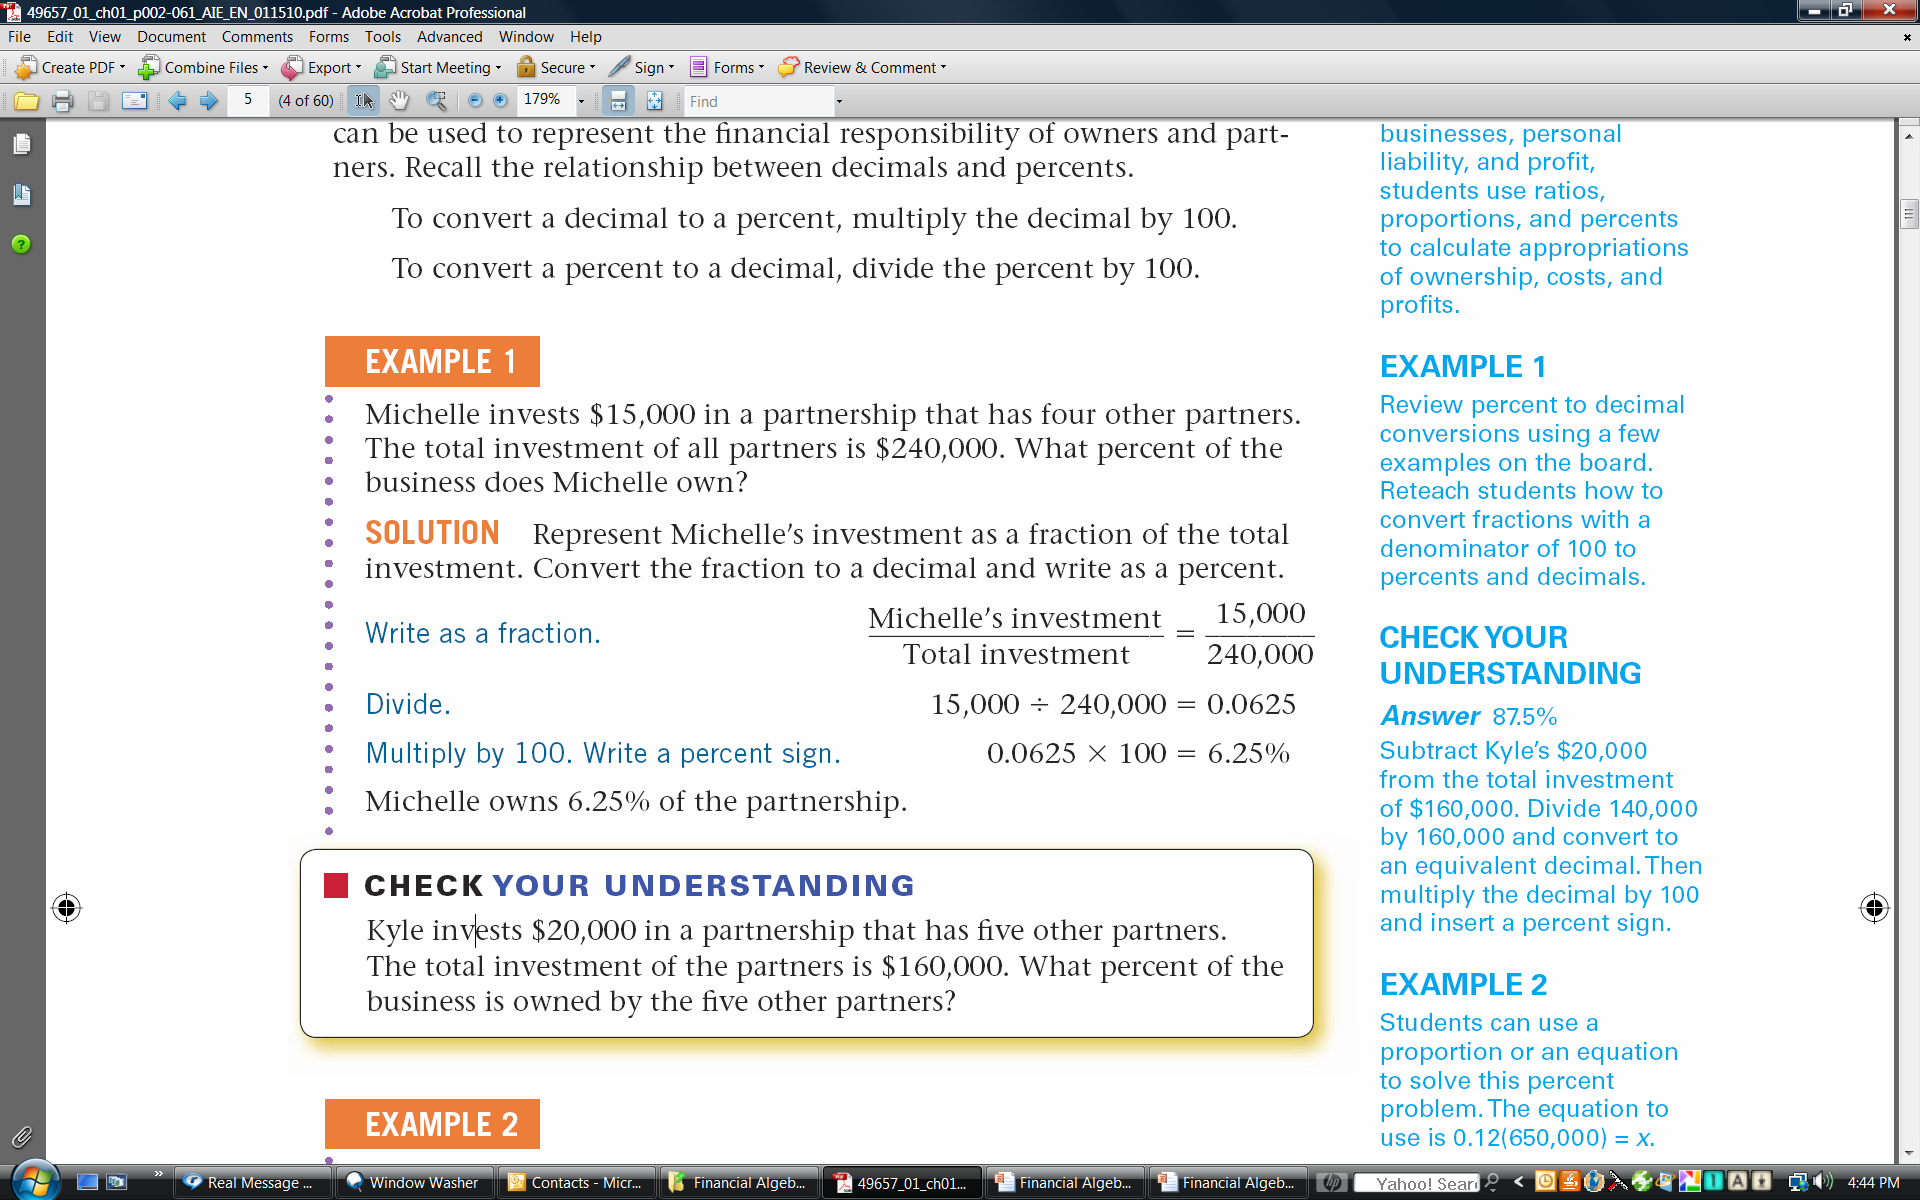 49657_01_ch01_p002-061_AIE_EN_011510.pdf - Adobe Acrobat Professional
File Edit View Document Comments Forms Tools Advanced Window Help
Create PDF Combine Files Export Start Meeting Secure Sign Forms Review & Comment
5 (4 of 60) 179% Find
can be used to represent the financial responsibility of owners and part-
ners. Recall the relationship between decimals and percents.
To convert a decimal to a percent, multiply the decimal by 100.
To convert a percent to a decimal, divide the percent by 100.
EXAMPLE 1
Michelle invests $15,000 in a partnership that has four other partners.
The total investment of all partners is $240,000. What percent of the
business does Michelle own?
SOLUTION Represent Michelle’s investment as a fraction of the total
investment. Convert the fraction to a decimal and write as a percent.
Write as a fraction.
Michelle’s investment
Total investment
=
15,000
240,000
Divide. 15,000 ÷ 240,000 = 0.0625
Multiply by 100. Write a percent sign. 0.0625 × 100 = 6.25%
Michelle owns 6.25% of the partnership.
CHECK YOUR UNDERSTANDING
Kyle invests $20,000 in a partnership that has five other partners.
The total investment of the partners is $160,000. What percent of the
business is owned by the five other partners?
EXAMPLE 2
businesses, personal
liability, and profit,
students use ratios,
proportions, and percents
to calculate appropriations
of ownership, costs, and
profits.
EXAMPLE 1
Review percent to decimal
conversions using a few
examples on the board.
Reteach students how to
convert fractions with a
denominator of 100 to
percents and decimals.
CHECK YOUR
UNDERSTANDING
Answer 87.5%
Subtract Kyle’s $20,000
from the total investment
of $160,000. Divide 140,000
by 160,000 and convert to
an equivalent decimal. Then
multiply the decimal by 100
and insert a percent sign.
EXAMPLE 2
Students can use a
proportion or an equation
to solve this percent
problem. The equation to
use is 0.12(650,000) = x.
Real Message ... Window Washer Contacts - Micr... Financial Algeb... 49657_01_ch01... Financial Algeb... Financial Algeb... Yahoo! Sear 4:44 PM